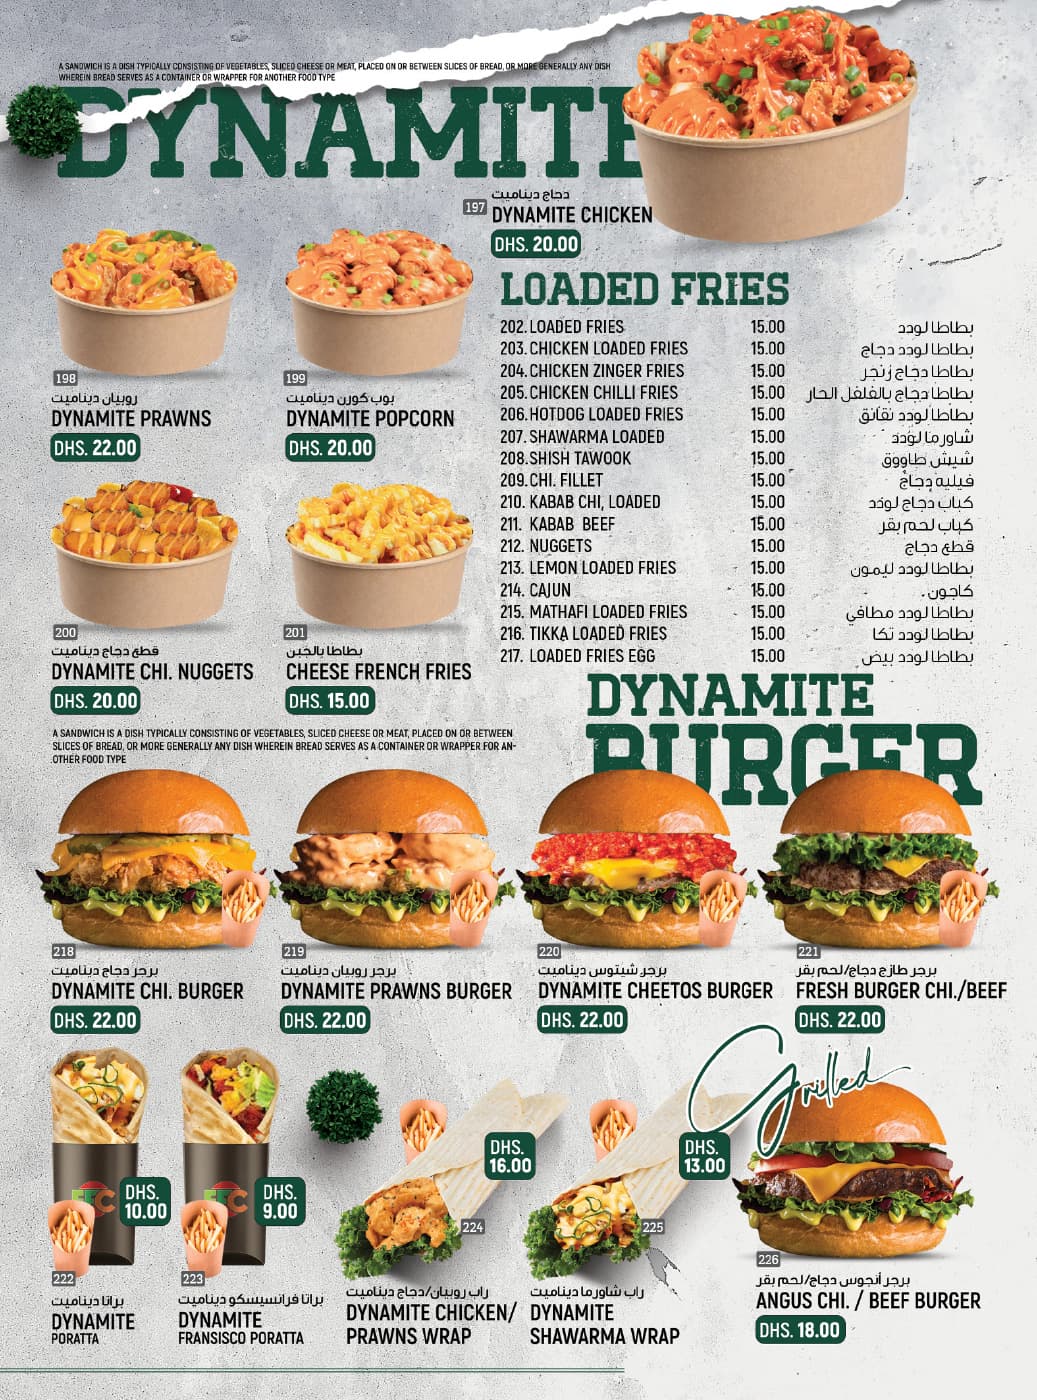 A SANDWICH IS A DISH TYPICALLY CONSISTING OF VEGETABLES, SLICED CHEESE OR MEAT, PLACED ON OR BETWEEN SLICES OF BREAD, OR MORE GENERALLY ANY DISH
WHEREIN BREAD SERVES AS A CONTAINER OR WRAPPER FOR ANOTHER FOOD TYPE
DYNAMITE
دجاج ديناميت
197 DYNAMITE CHICKEN
DHS. 20.00
198
روبيان ديناميت
DYNAMITE PRAWNS
DHS. 22.00
199
بوب كورن ديناميت
DYNAMITE POPCORN
DHS. 20.00
200
قطع دجاج ديناميت
DYNAMITE CHI. NUGGETS
DHS. 20.00
201
بطاطا بالجبن
CHEESE FRENCH FRIES
DHS. 15.00
LOADED FRIES
202. LOADED FRIES 15.00 بطاطا لودد
203. CHICKEN LOADED FRIES 15.00 بطاطا لودد دجاج
204. CHICKEN ZINGER FRIES 15.00 بطاطا دجاج زنجر
205. CHICKEN CHILLI FRIES 15.00 بطاطا دجاج بالفلفل الحار
206. HOTDOG LOADED FRIES 15.00 بطاطا لودد نقانق
207. SHAWARMA LOADED 15.00 شاورما لودد
208. SHISH TAWOOK 15.00 شيش طاووق
209. CHI. FILLET 15.00 فيليه دجاج
210. KABAB CHI, LOADED 15.00 كباب دجاج لودد
211. KABAB BEEF 15.00 كباب لحم بقر
212. NUGGETS 15.00 قطع دجاج
213. LEMON LOADED FRIES 15.00 بطاطا لودد ليمون
214. CAJUN 15.00 كاجون
215. MATHAFI LOADED FRIES 15.00 بطاطا لودد مطافي
216. TIKKA LOADED FRIES 15.00 بطاطا لودد تكا
217. LOADED FRIES EGG 15.00 بطاطا لودد بيض
DYNAMITE
BURGER
A SANDWICH IS A DISH TYPICALLY CONSISTING OF VEGETABLES, SLICED CHEESE OR MEAT, PLACED ON OR BETWEEN
SLICES OF BREAD, OR MORE GENERALLY ANY DISH WHEREIN BREAD SERVES AS A CONTAINER OR WRAPPER FOR AN-
OTHER FOOD TYPE
218
برجر دجاج ديناميت
DYNAMITE CHI. BURGER
DHS. 22.00
219
برجر روبيان ديناميت
DYNAMITE PRAWNS BURGER
DHS. 22.00
220
برجر شيتوس ديناميت
DYNAMITE CHEETOS BURGER
DHS. 22.00
221
برجر طازج دجاج/لحم بقر
FRESH BURGER CHI./BEEF
DHS. 22.00
DHS.
10.00
222
براتا ديناميت
DYNAMITE
PORATTA
DHS.
9.00
223
براتا فرانسيسكو ديناميت
DYNAMITE
FRANSISCO PORATTA
DHS.
16.00
224
راب روبيان/دجاج ديناميت
DYNAMITE CHICKEN/
PRAWNS WRAP
DHS.
13.00
225
راب شاورما ديناميت
DYNAMITE
SHAWARMA WRAP
Grilled
226
برجر أنجوس دجاج/لحم بقر
ANGUS CHI. / BEEF BURGER
DHS. 18.00